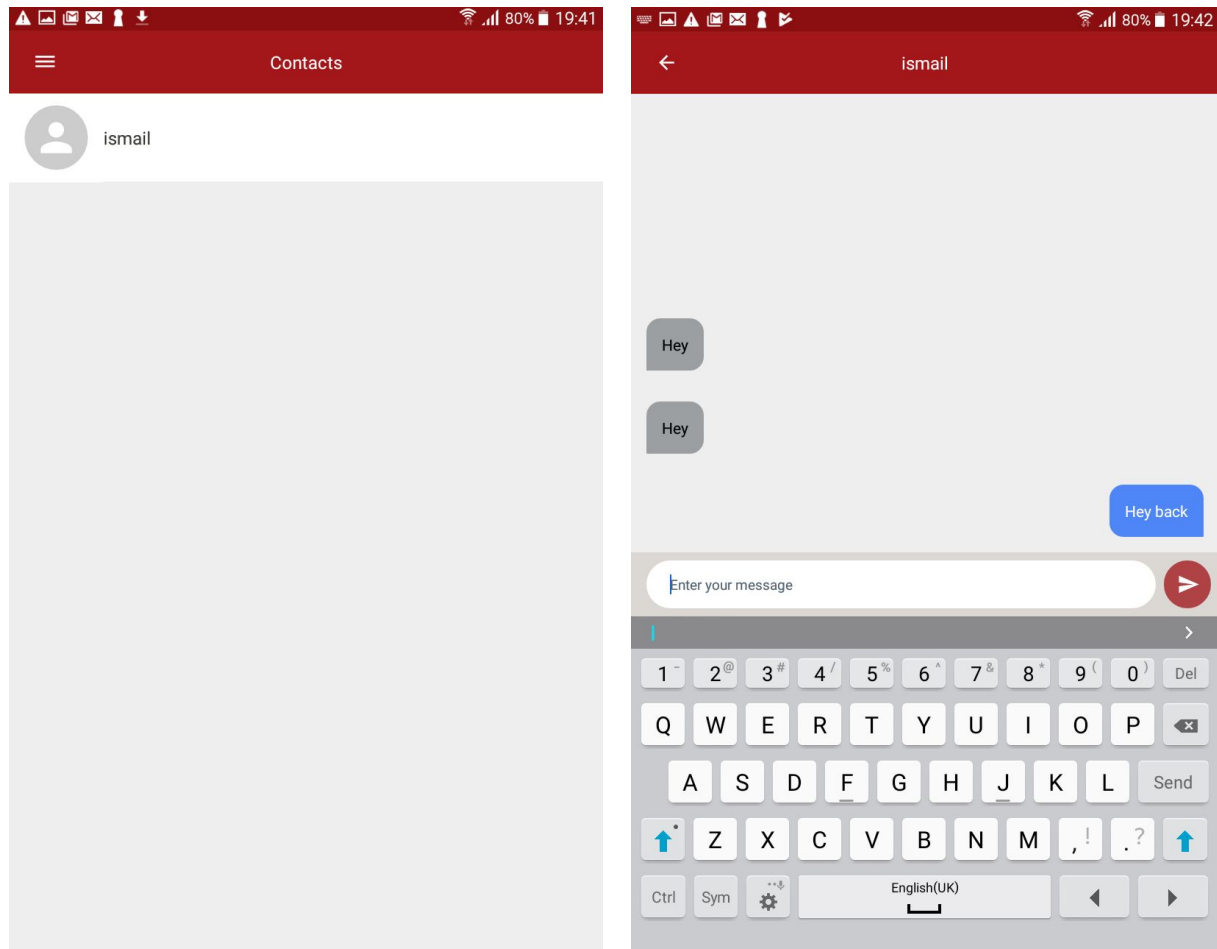 80% 19:41
Contacts
ismail
80% 19:42
ismail
Hey
Hey
Hey back
Enter your message
1 - 2 @ 3 # 4 / 5 % 6 ^ 7 & 8 * 9 ( 0 ) Del
Q W E R T Y U I O P
A S D F G H J K L Send
Z X C V B N M , ! . ?
Ctrl Sym English(UK)